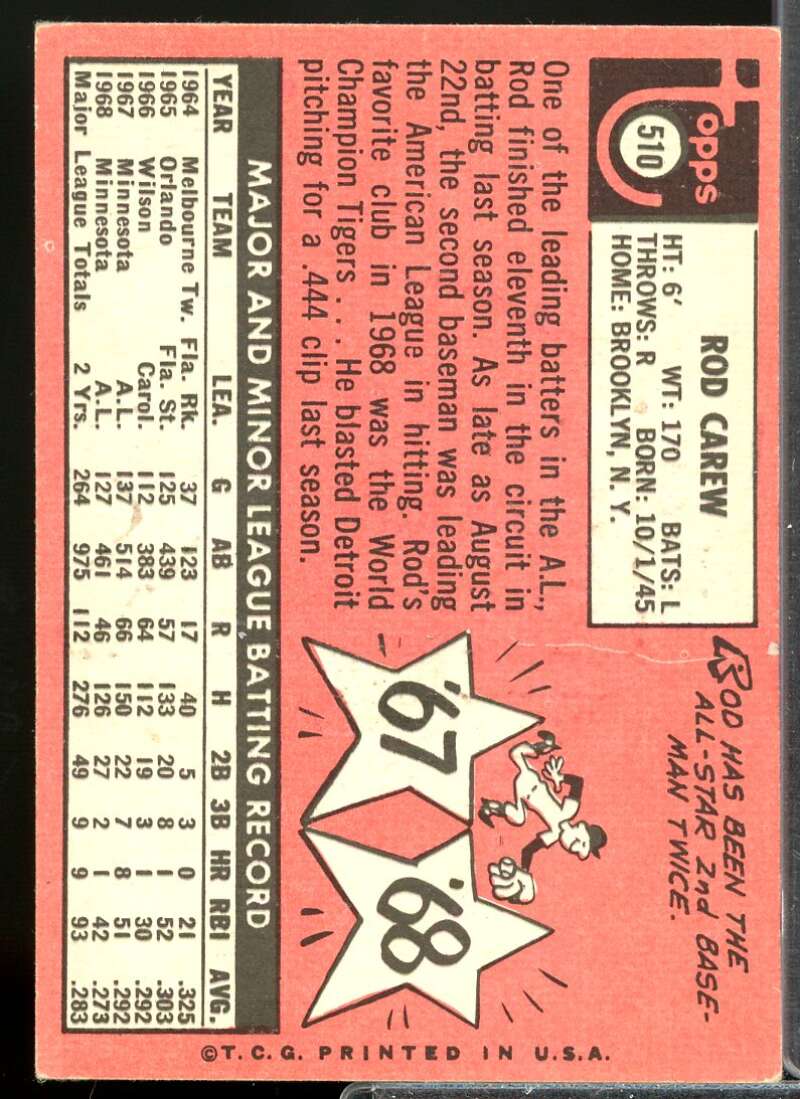 Topps
510
ROD CAREW
HT: 6' WT: 170 BATS: L
THROWS: R BORN: 10/1/45
HOME: BROOKLYN, N. Y.
One of the leading batters in the A.L.,
Rod finished eleventh in the circuit in
batting last season. As late as August
22nd, the second baseman was leading
the American League in hitting. Rod's
favorite club in 1968 was the World
Champion Tigers . . . He blasted Detroit
pitching for a .444 clip last season.
ROD HAS BEEN THE
ALL-STAR 2nd BASE-
MAN TWICE.
'67
'68
MAJOR AND MINOR LEAGUE BATTING RECORD
YEAR TEAM LEA. G AB R H 2B 3B HR RBI AVG.
1964 Melbourne Tw. Fla. Rk. 37 123 17 40 5 3 0 21 .325
1965 Orlando Fla. St. 125 439 57 133 20 8 1 52 .303
1966 Wilson Carol. 112 383 64 112 19 3 1 30 .292
1967 Minnesota A.L. 137 514 66 150 22 7 8 51 .292
1968 Minnesota A.L. 127 461 46 126 27 2 1 42 .273
Major League Totals 2 Yrs. 264 975 112 276 49 9 9 93 .283
©T.C.G. PRINTED IN U.S.A.